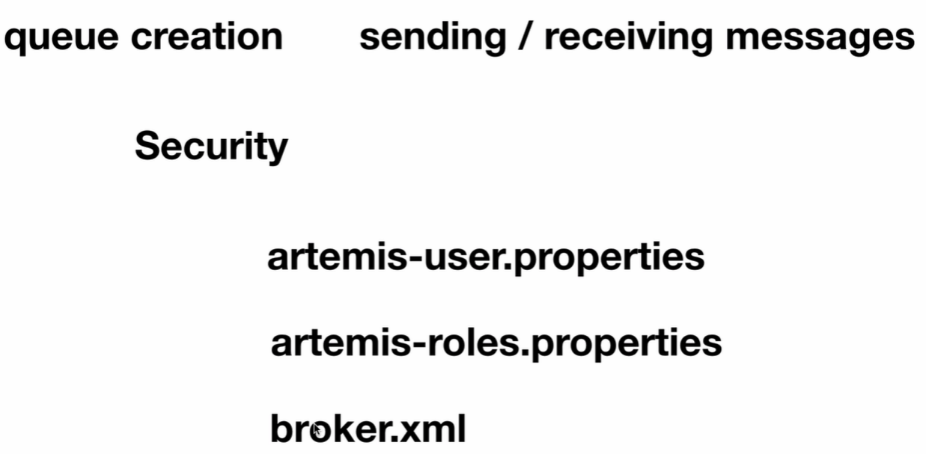 queue creation sending / receiving messages
Security
artemis-user.properties
artemis-roles.properties
broker.xml